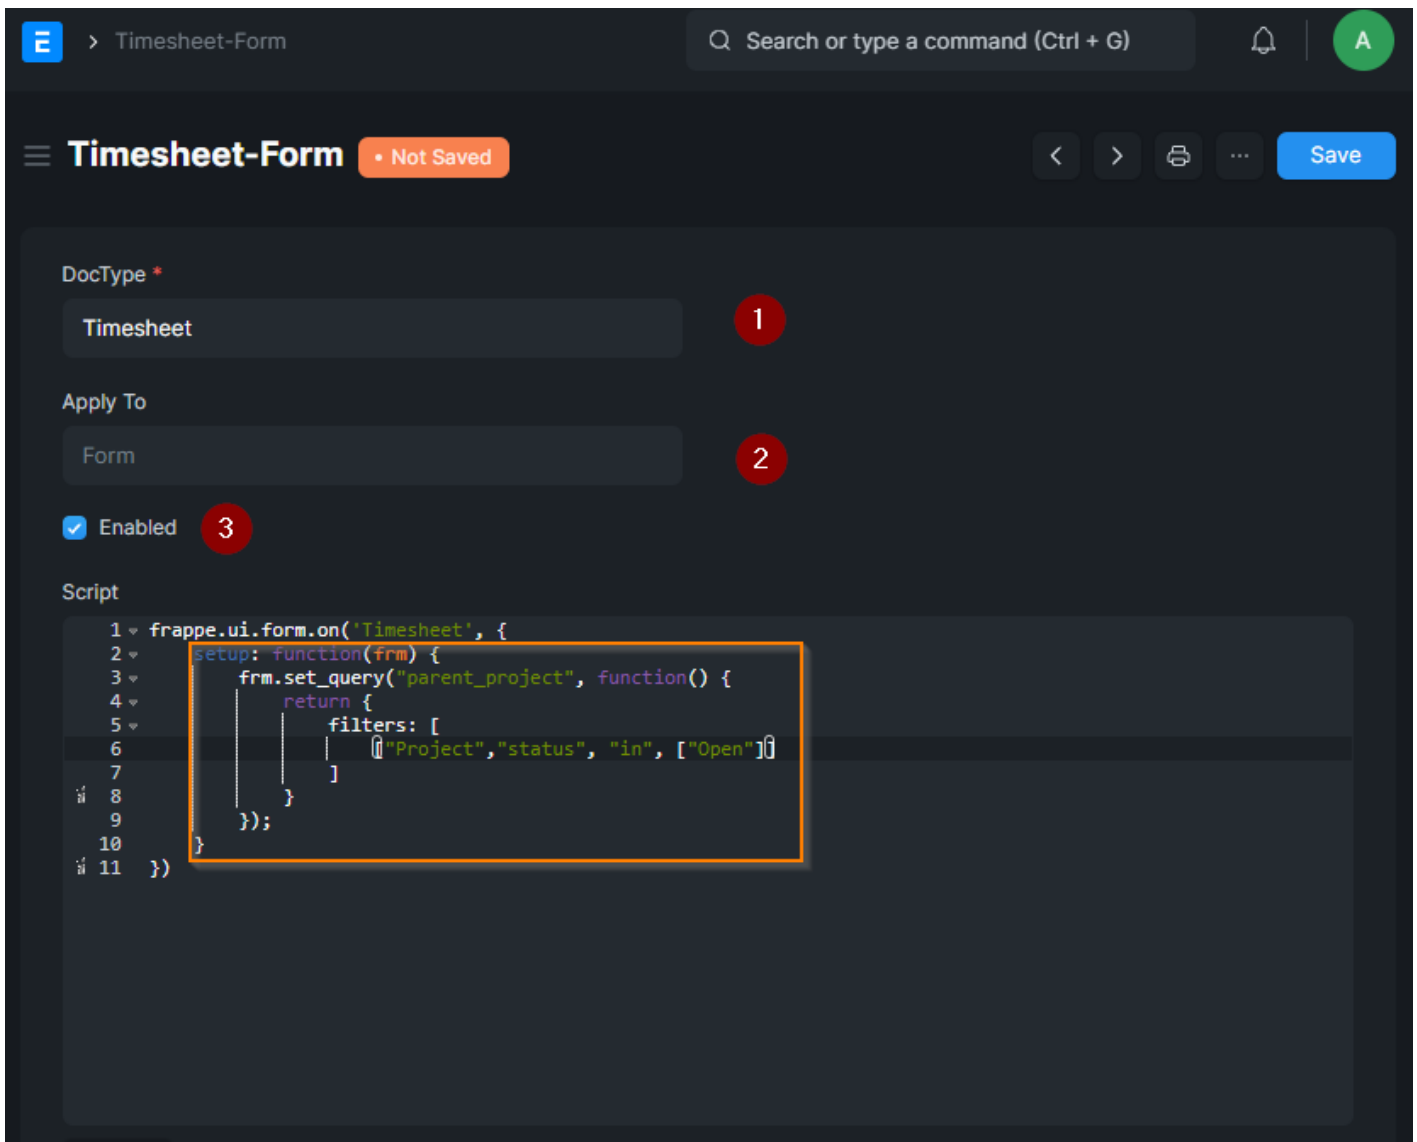 E > Timesheet-Form Search or type a command (Ctrl + G) A
Timesheet-Form • Not Saved ... Save
DocType *
Timesheet 1
Apply To
Form 2
Enabled 3
Script
1 frappe.ui.form.on('Timesheet', {
2 setup: function(frm) {
3 frm.set_query("parent_project", function() {
4 return {
5 filters: [
6 ["Project","status", "in", ["Open"]]
7 ]
i 8 }
9 });
10 }
i 11 })